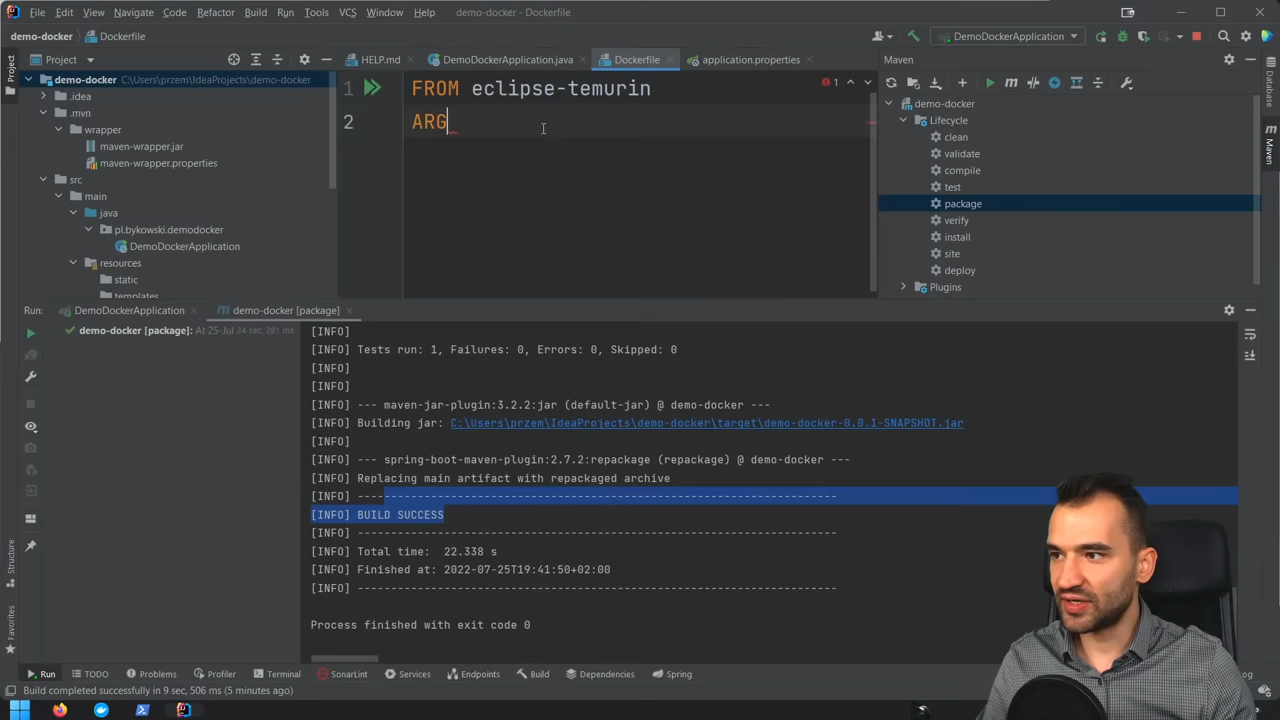 File Edit View Navigate Code Refactor Build Run Tools VCS Window Help demo-docker - Dockerfile
demo-docker Dockerfile DemoDockerApplication
Project
Project
HELP.md DemoDockerApplication.java Dockerfile application.properties
Maven
demo-docker C:\Users\przem\IdeaProjects\demo-docker
.idea
.mvn
wrapper
maven-wrapper.jar
maven-wrapper.properties
src
main
java
pl.bykowski.demodocker
DemoDockerApplication
resources
static
templates
1 FROM eclipse-temurin
2 ARG
1
demo-docker
Lifecycle
clean
validate
compile
test
package
verify
install
site
deploy
Plugins
Database
Maven
Run: DemoDockerApplication demo-docker [package]
demo-docker [package]: At 25-Jul 24 sec, 281 ms
[INFO]
[INFO] Tests run: 1, Failures: 0, Errors: 0, Skipped: 0
[INFO]
[INFO]
[INFO] --- maven-jar-plugin:3.2.2:jar (default-jar) @ demo-docker ---
[INFO] Building jar: C:\Users\przem\IdeaProjects\demo-docker\target\demo-docker-0.0.1-SNAPSHOT.jar
[INFO]
[INFO] --- spring-boot-maven-plugin:2.7.2:repackage (repackage) @ demo-docker ---
[INFO] Replacing main artifact with repackaged archive
[INFO] ------------------------------------------------------------------------
[INFO] BUILD SUCCESS
[INFO] ------------------------------------------------------------------------
[INFO] Total time: 22.338 s
[INFO] Finished at: 2022-07-25T19:41:50+02:00
[INFO] ------------------------------------------------------------------------
Process finished with exit code 0
Structure
Favorites
Run TODO Problems Profiler Terminal SonarLint Services Endpoints Build Dependencies Spring
Build completed successfully in 9 sec, 506 ms (5 minutes ago)